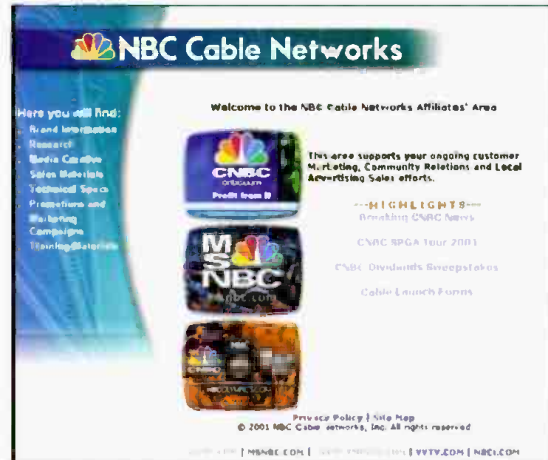 NBC Cable Networks
Here you will find:
Brand Information
Research
Media Creative
Sales Materials
Technical Specs
Promotions and
Marketing
Campaigns
Training Materials
Welcome to the NBC Cable Networks Affiliates' Area
CNBC
Profit from It
This area supports your ongoing customer
Marketing, Community Relations and Local
Advertising Sales efforts.
---HIGHLIGHTS---
Breaking CNBC News
CNBC SPGA Tour 2001
CNBC Dividends Sweepstakes
Cable Launch Forms
MS
NBC
msnbc.com
CNBC
Privacy Policy | Site Map
© 2001 NBC Cable Networks, Inc. All rights reserved
| MSNBC.COM | | VVTV.COM | NBCI.COM